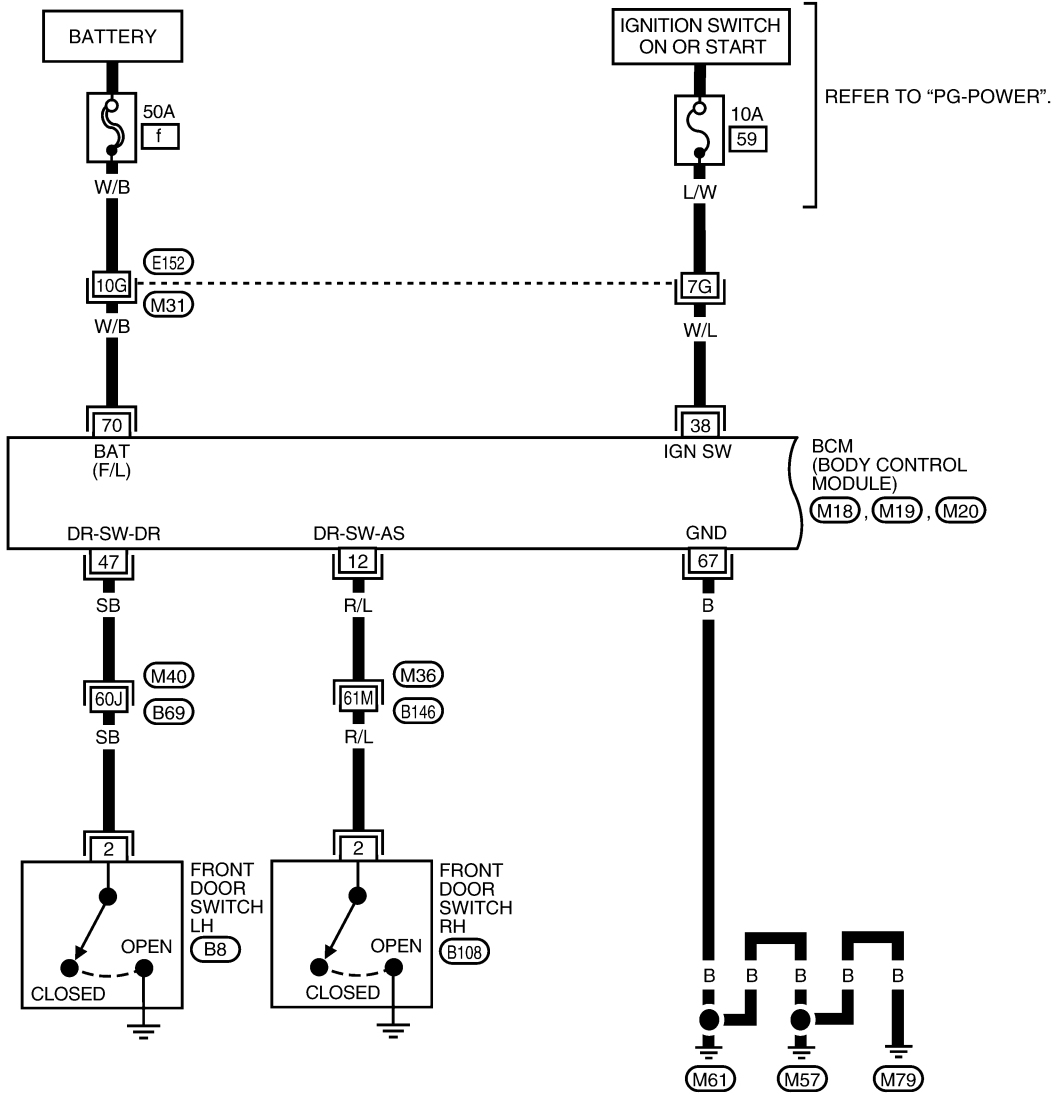 BATTERY
IGNITION SWITCH
ON OR START
REFER TO “PG-POWER”.
50A
f
10A
59
W/B
L/W
E152
10G
7G
M31
W/B
W/L
70
38
BAT
(F/L)
IGN SW
BCM
(BODY CONTROL
MODULE)
M18 , M19 , M20
DR-SW-DR
DR-SW-AS
GND
47
12
67
SB
R/L
B
M40
M36
60J
61M
B69
B146
SB
R/L
2
2
FRONT
DOOR
SWITCH
LH
B8
FRONT
DOOR
SWITCH
RH
B108
OPEN
OPEN
CLOSED
CLOSED
B B B B B
M61 M57 M79